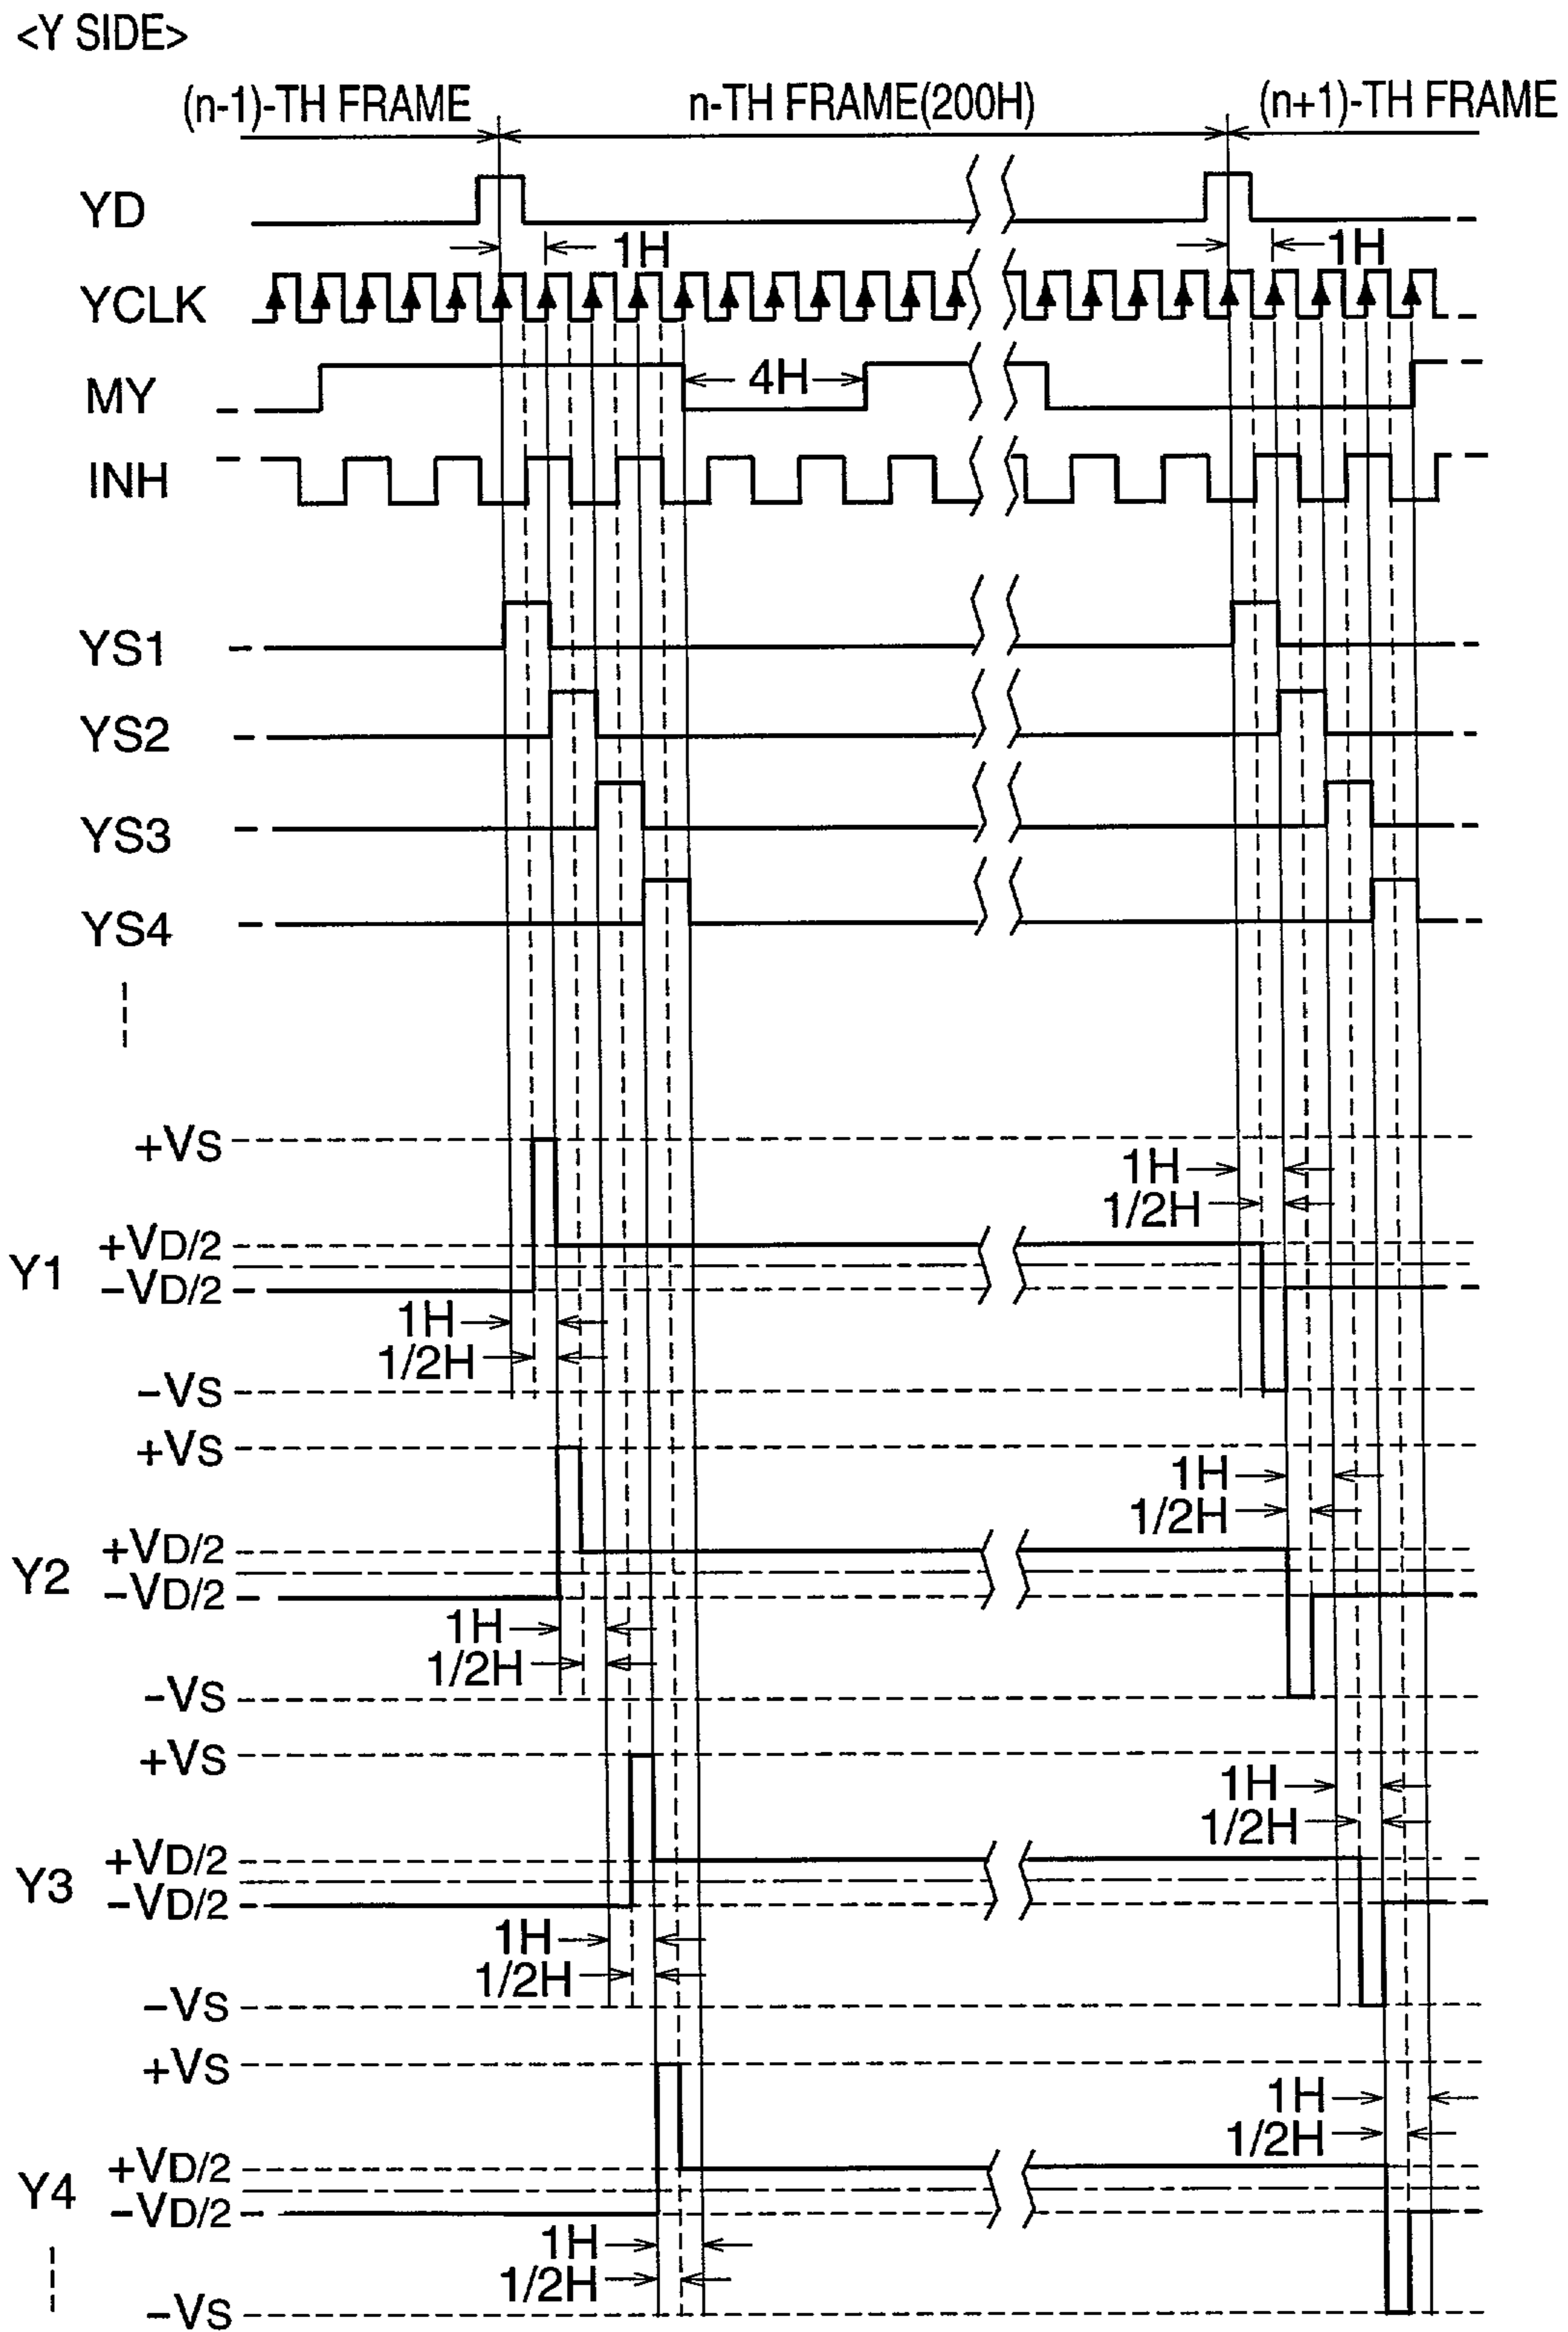 <Y SIDE>
(n-1)-TH FRAME n-TH FRAME(200H) (n+1)-TH FRAME
YD
1H 1H
YCLK
MY 4H
INH
YS1
YS2
YS3
YS4
+VS
1H
1/2H
+VD/2
Y1
−VD/2
1H
1/2H
−VS
+VS
1H
1/2H
+VD/2
Y2
−VD/2
1H
1/2H
−VS
+VS
1H
1/2H
+VD/2
Y3
−VD/2
1H
1/2H
−VS
+VS
1H
1/2H
+VD/2
Y4
−VD/2
1H
1/2H
−VS